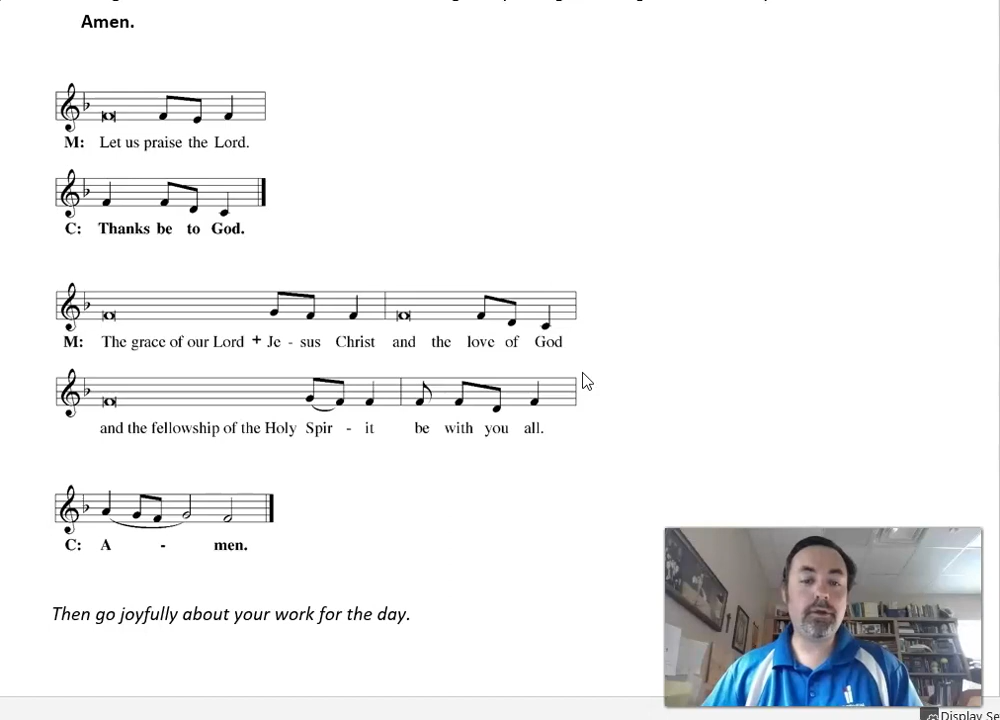 Amen.
M: Let us praise the Lord.
C: Thanks be to God.
M: The grace of our Lord + Je - sus Christ and the love of God
and the fellowship of the Holy Spir - it be with you all.
C: A - men.
Then go joyfully about your work for the day.
Display Se